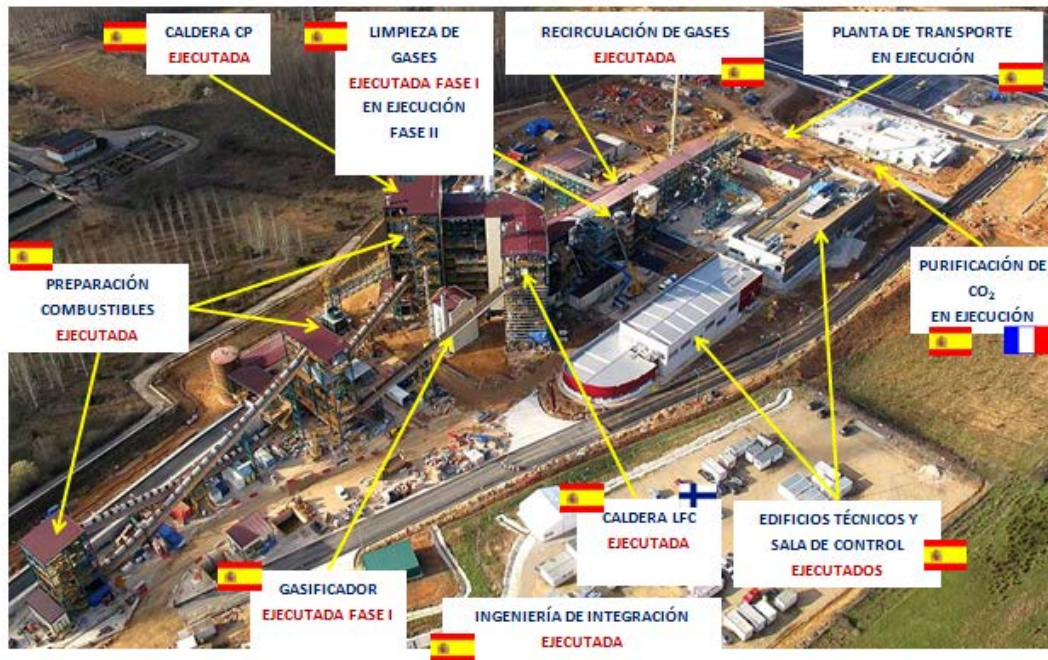 CALDERA CP
EJECUTADA
LIMPIEZA DE
GASES
EJECUTADA FASE I
EN EJECUCIÓN
FASE II
RECIRCULACIÓN DE GASES
EJECUTADA
PLANTA DE TRANSPORTE
EN EJECUCIÓN
PREPARACIÓN
COMBUSTIBLES
EJECUTADA
PURIFICACIÓN DE
CO₂
EN EJECUCIÓN
GASIFICADOR
EJECUTADA FASE I
CALDERA LFC
EJECUTADA
EDIFICIOS TÉCNICOS Y
SALA DE CONTROL
EJECUTADOS
INGENIERÍA DE INTEGRACIÓN
EJECUTADA